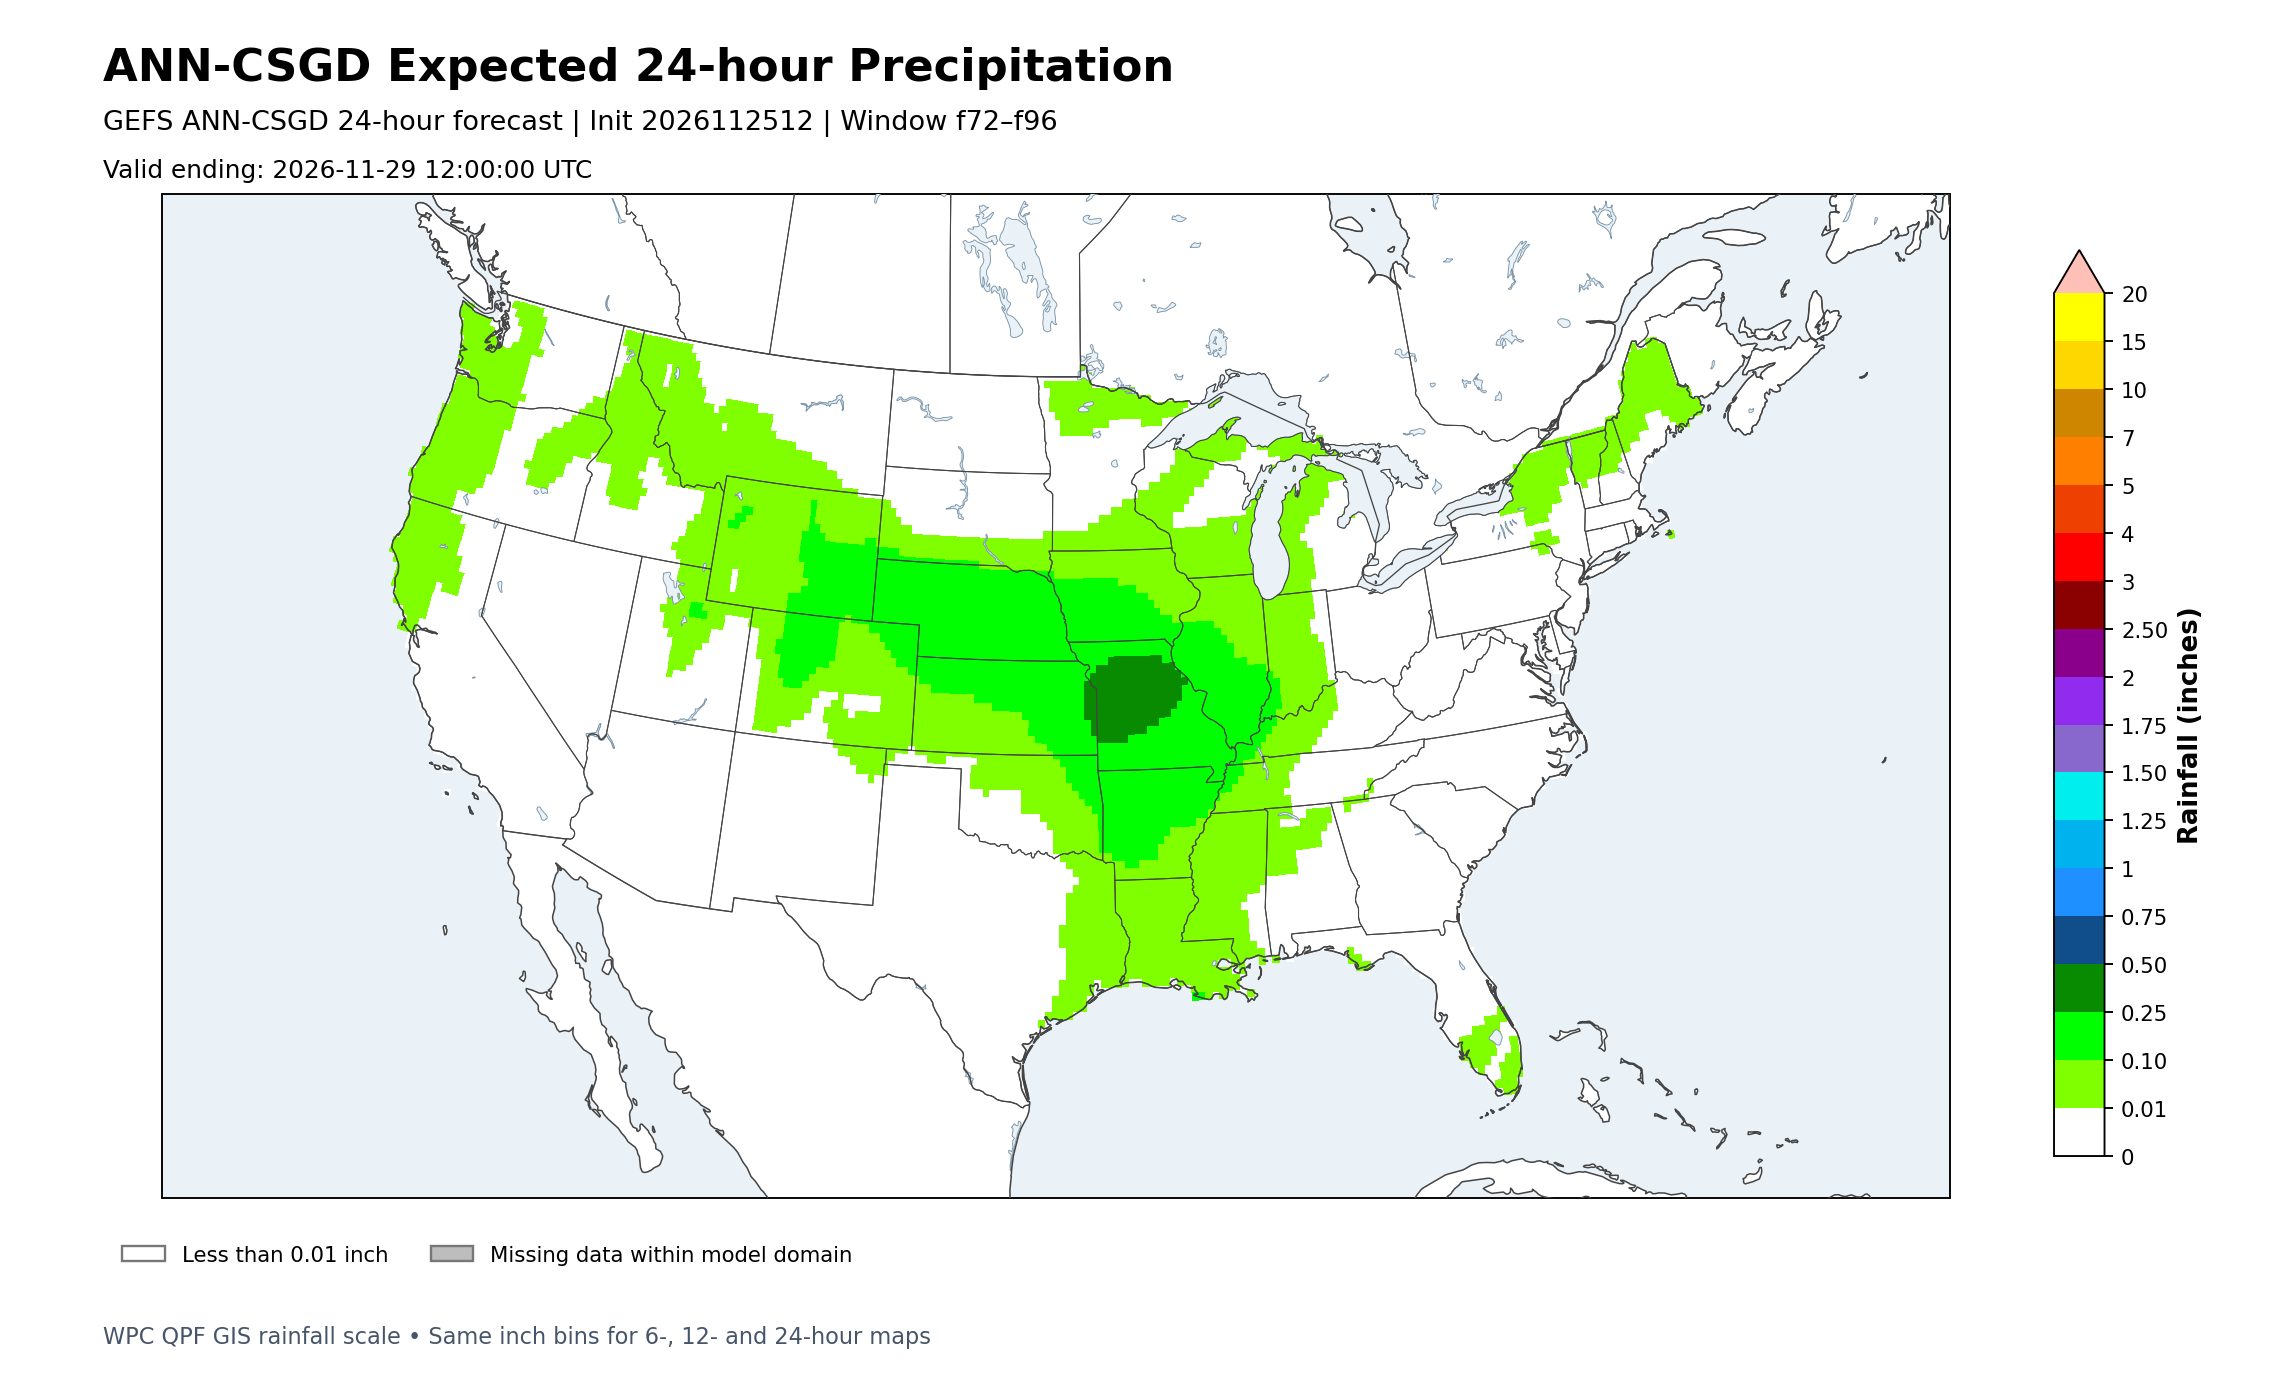 ANN-CSGD Expected 24-hour Precipitation
GEFS ANN-CSGD 24-hour forecast | Init 2026112512 | Window f72–f96
Valid ending: 2026-11-29 12:00:00 UTC
20
15
10
7
5
4
3
2.50
2
1.75
1.50
1.25
1
0.75
0.50
0.25
0.10
0.01
0
Rainfall (inches)
Less than 0.01 inch
Missing data within model domain
WPC QPF GIS rainfall scale • Same inch bins for 6-, 12- and 24-hour maps